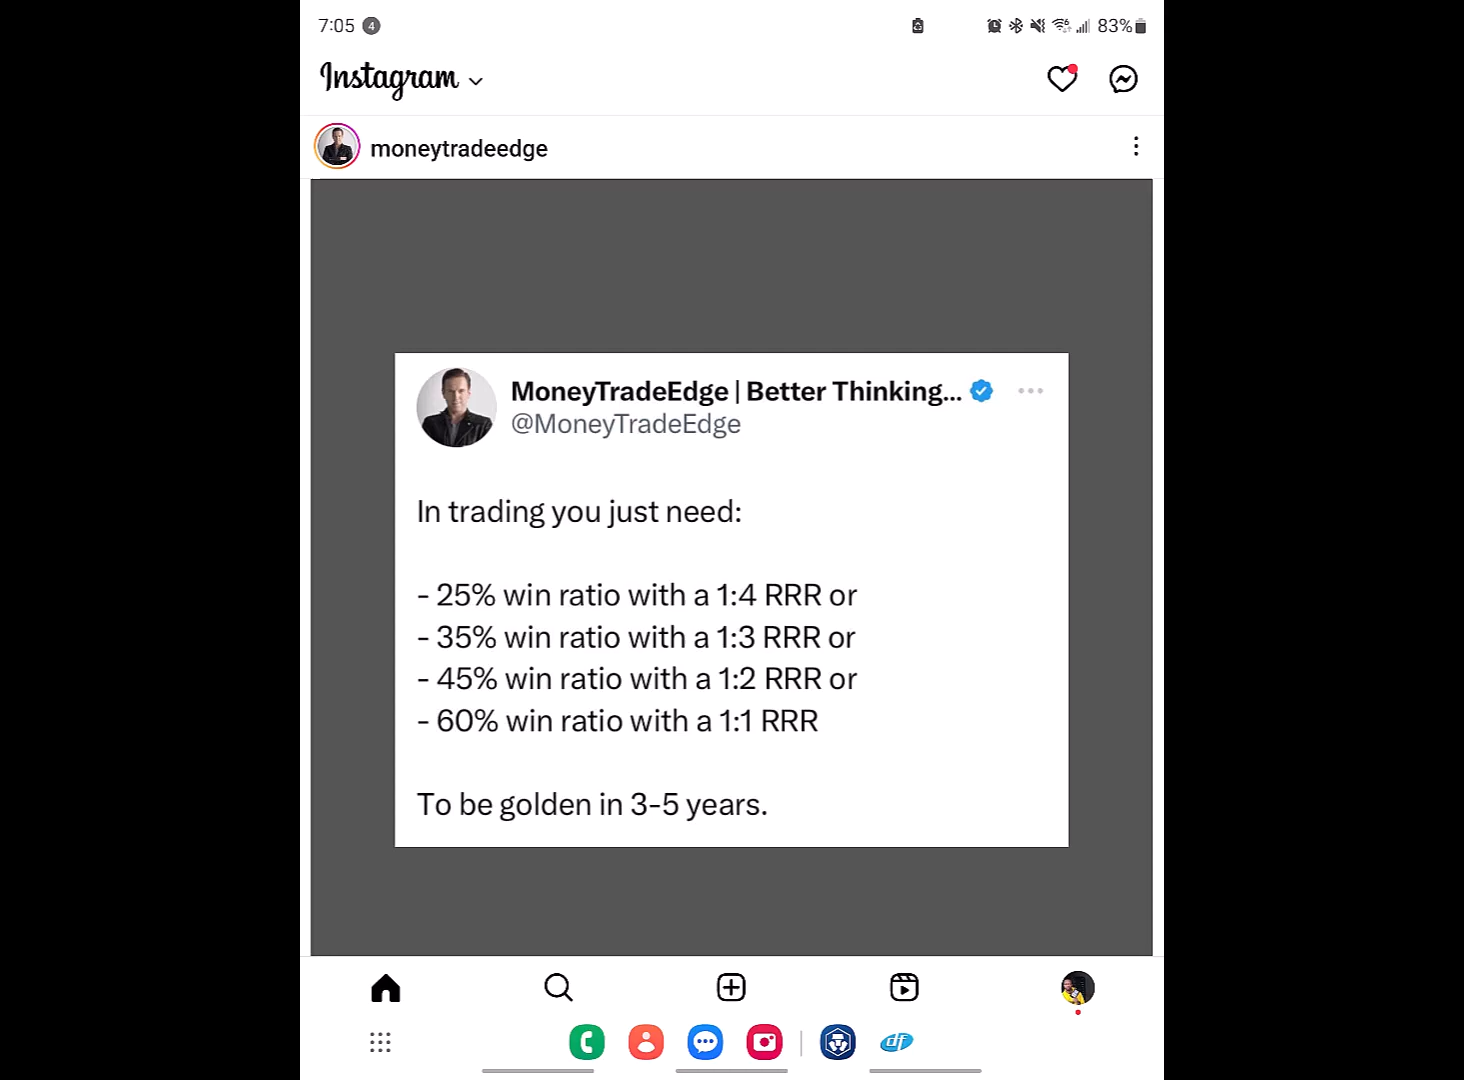 7:05 4 83%
Instagram
moneytradeedge
MoneyTradeEdge | Better Thinking...
@MoneyTradeEdge
In trading you just need:
- 25% win ratio with a 1:4 RRR or
- 35% win ratio with a 1:3 RRR or
- 45% win ratio with a 1:2 RRR or
- 60% win ratio with a 1:1 RRR
To be golden in 3-5 years.
df